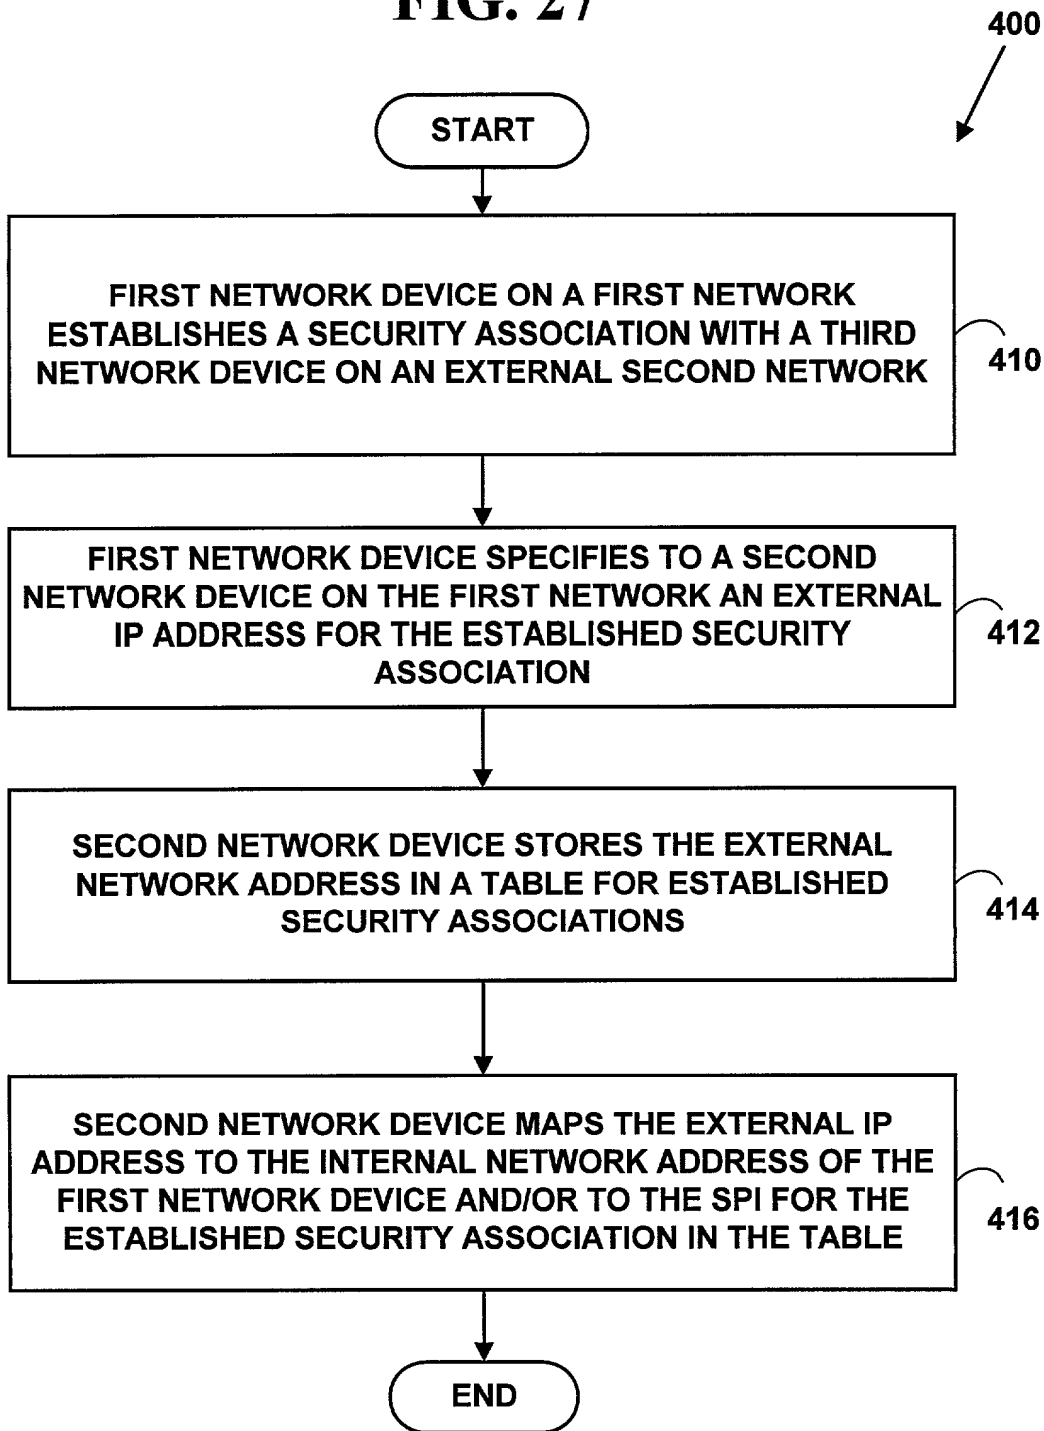 FIG. 27
400
START
FIRST NETWORK DEVICE ON A FIRST NETWORK
ESTABLISHES A SECURITY ASSOCIATION WITH A THIRD
NETWORK DEVICE ON AN EXTERNAL SECOND NETWORK
410
FIRST NETWORK DEVICE SPECIFIES TO A SECOND
NETWORK DEVICE ON THE FIRST NETWORK AN EXTERNAL
IP ADDRESS FOR THE ESTABLISHED SECURITY
ASSOCIATION
412
SECOND NETWORK DEVICE STORES THE EXTERNAL
NETWORK ADDRESS IN A TABLE FOR ESTABLISHED
SECURITY ASSOCIATIONS
414
SECOND NETWORK DEVICE MAPS THE EXTERNAL IP
ADDRESS TO THE INTERNAL NETWORK ADDRESS OF THE
FIRST NETWORK DEVICE AND/OR TO THE SPI FOR THE
ESTABLISHED SECURITY ASSOCIATION IN THE TABLE
416
END